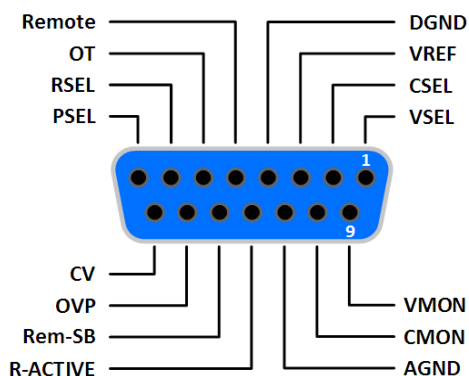 Remote
DGND
OT
VREF
RSEL
CSEL
PSEL
VSEL
1
9
CV
OVP
VMON
Rem-SB
CMON
R-ACTIVE
AGND